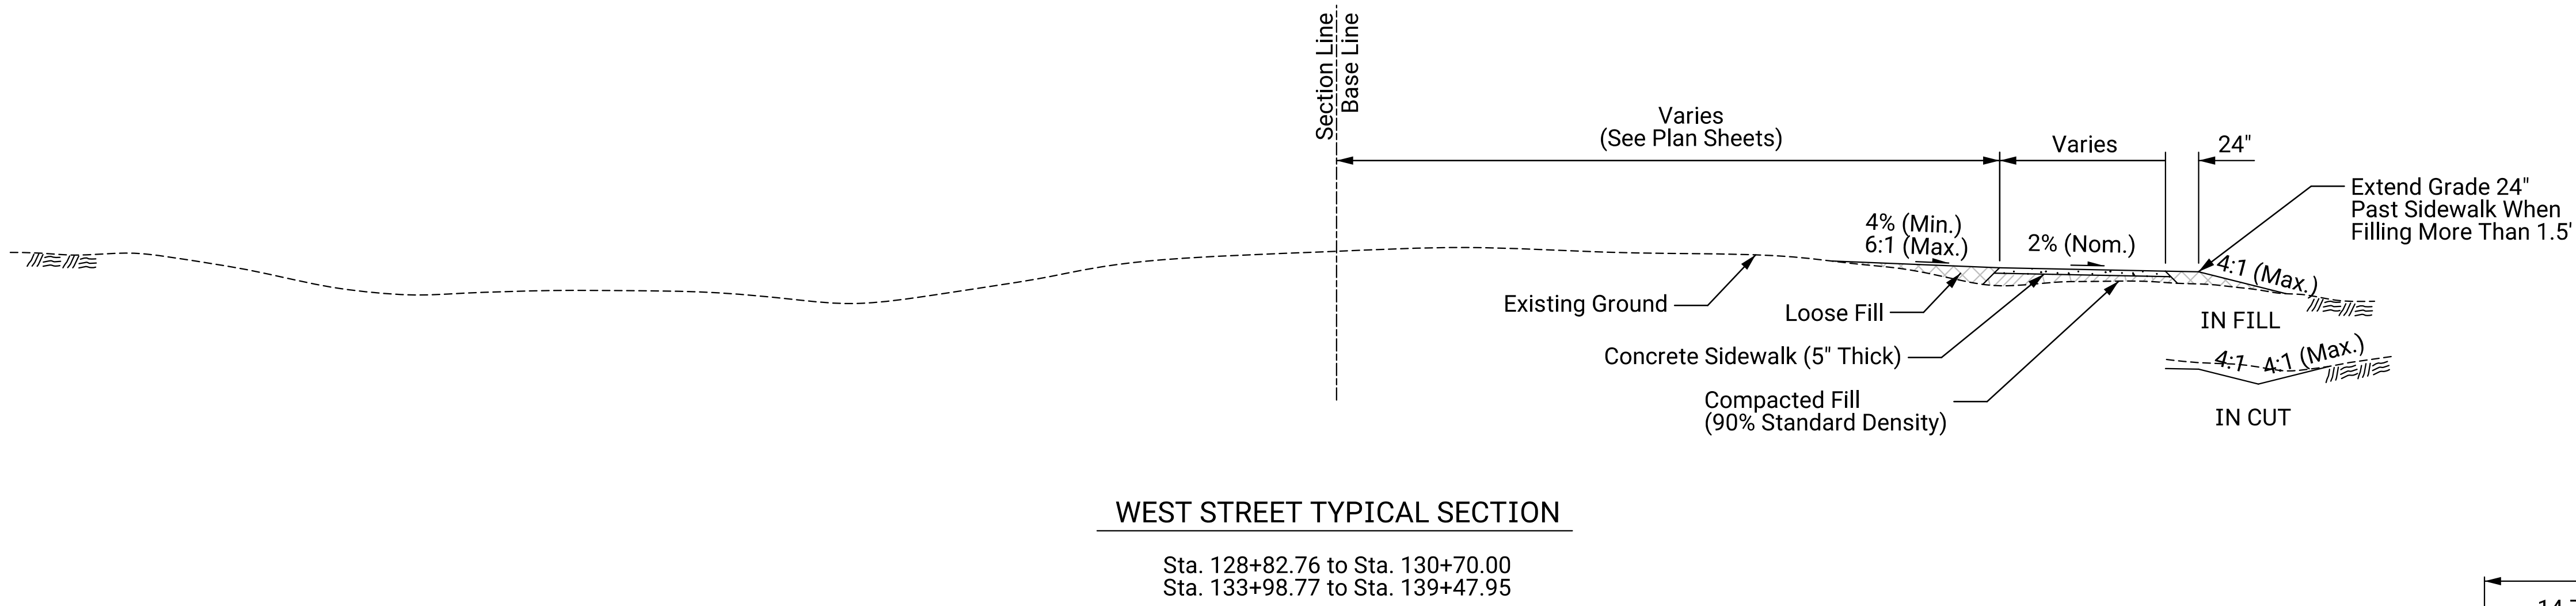 Section Line
Base Line
Varies
(See Plan Sheets)
Varies
24"
Extend Grade 24"
Past Sidewalk When
Filling More Than 1.5'
4% (Min.)
6:1 (Max.)
2% (Nom.)
4:1 (Max.)
Existing Ground
Loose Fill
IN FILL
Concrete Sidewalk (5" Thick)
4:1
4:1 (Max.)
Compacted Fill
(90% Standard Density)
IN CUT
WEST STREET TYPICAL SECTION
Sta. 128+82.76 to Sta. 130+70.00
Sta. 133+98.77 to Sta. 139+47.95